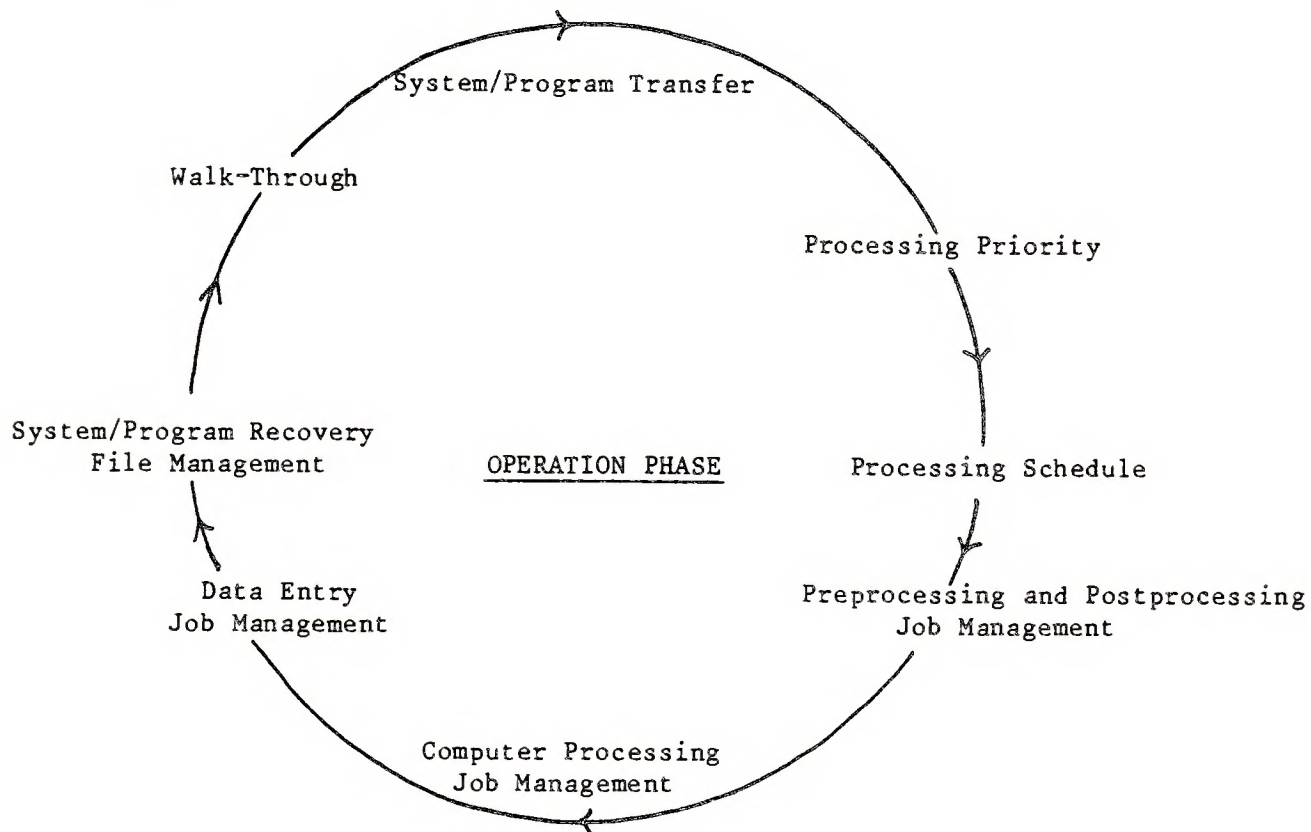 System/Program Transfer
Walk-Through
Processing Priority
System/Program Recovery
File Management
OPERATION PHASE
Processing Schedule
Data Entry
Job Management
Preprocessing and Postprocessing
Job Management
Computer Processing
Job Management